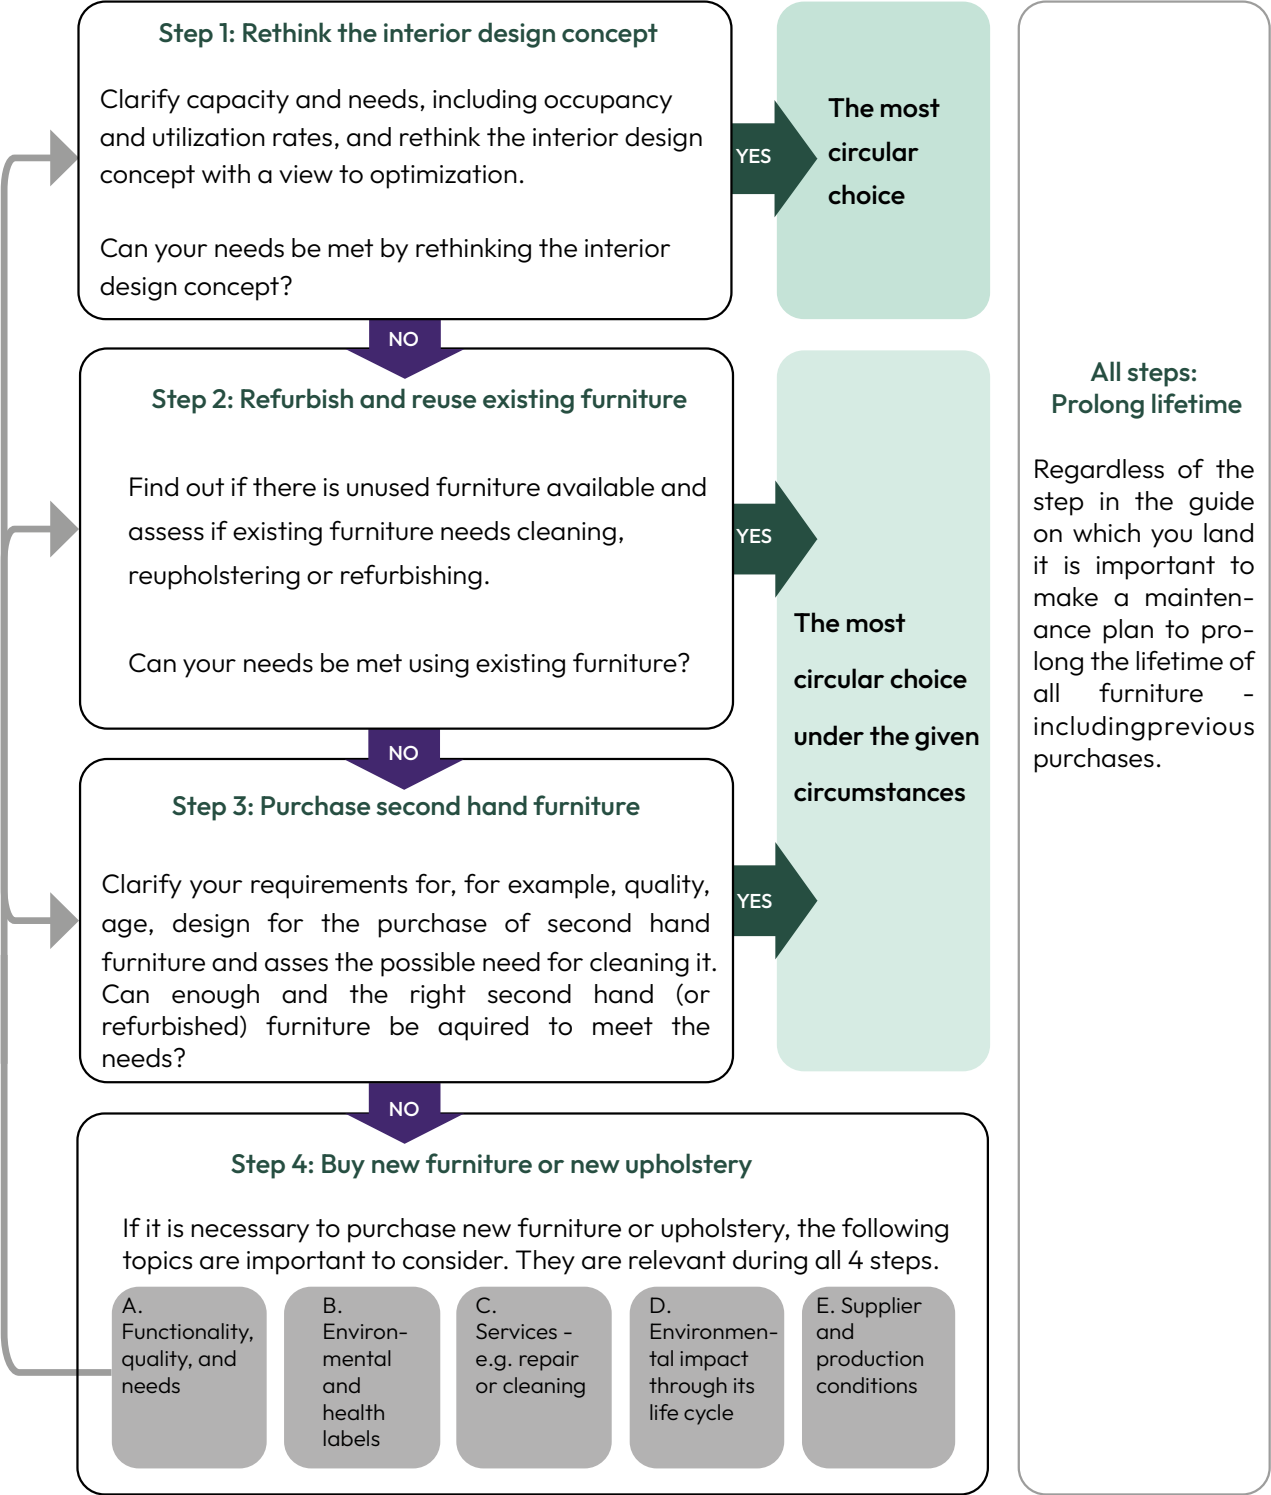 Step 1: Rethink the interior design concept
Clarify capacity and needs, including occupancy
and utilization rates, and rethink the interior design
concept with a view to optimization.
Can your needs be met by rethinking the interior
design concept?
YES
The most
circular
choice
NO
Step 2: Refurbish and reuse existing furniture
Find out if there is unused furniture available and
assess if existing furniture needs cleaning,
reupholstering or refurbishing.
Can your needs be met using existing furniture?
YES
The most
circular choice
under the given
circumstances
NO
Step 3: Purchase second hand furniture
Clarify your requirements for, for example, quality,
age, design for the purchase of second hand
furniture and asses the possible need for cleaning it.
Can enough and the right second hand (or
refurbished) furniture be aquired to meet the
needs?
YES
NO
Step 4: Buy new furniture or new upholstery
If it is necessary to purchase new furniture or upholstery, the following
topics are important to consider. They are relevant during all 4 steps.
A.
Functionality,
quality, and
needs
B.
Environ-
mental
and
health
labels
C.
Services -
e.g. repair
or cleaning
D.
Environmen-
tal impact
through its
life cycle
E. Supplier
and
production
conditions
All steps:
Prolong lifetime
Regardless of the
step in the guide
on which you land
it is important to
make a mainten-
ance plan to pro-
long the lifetime of
all furniture -
includingprevious
purchases.